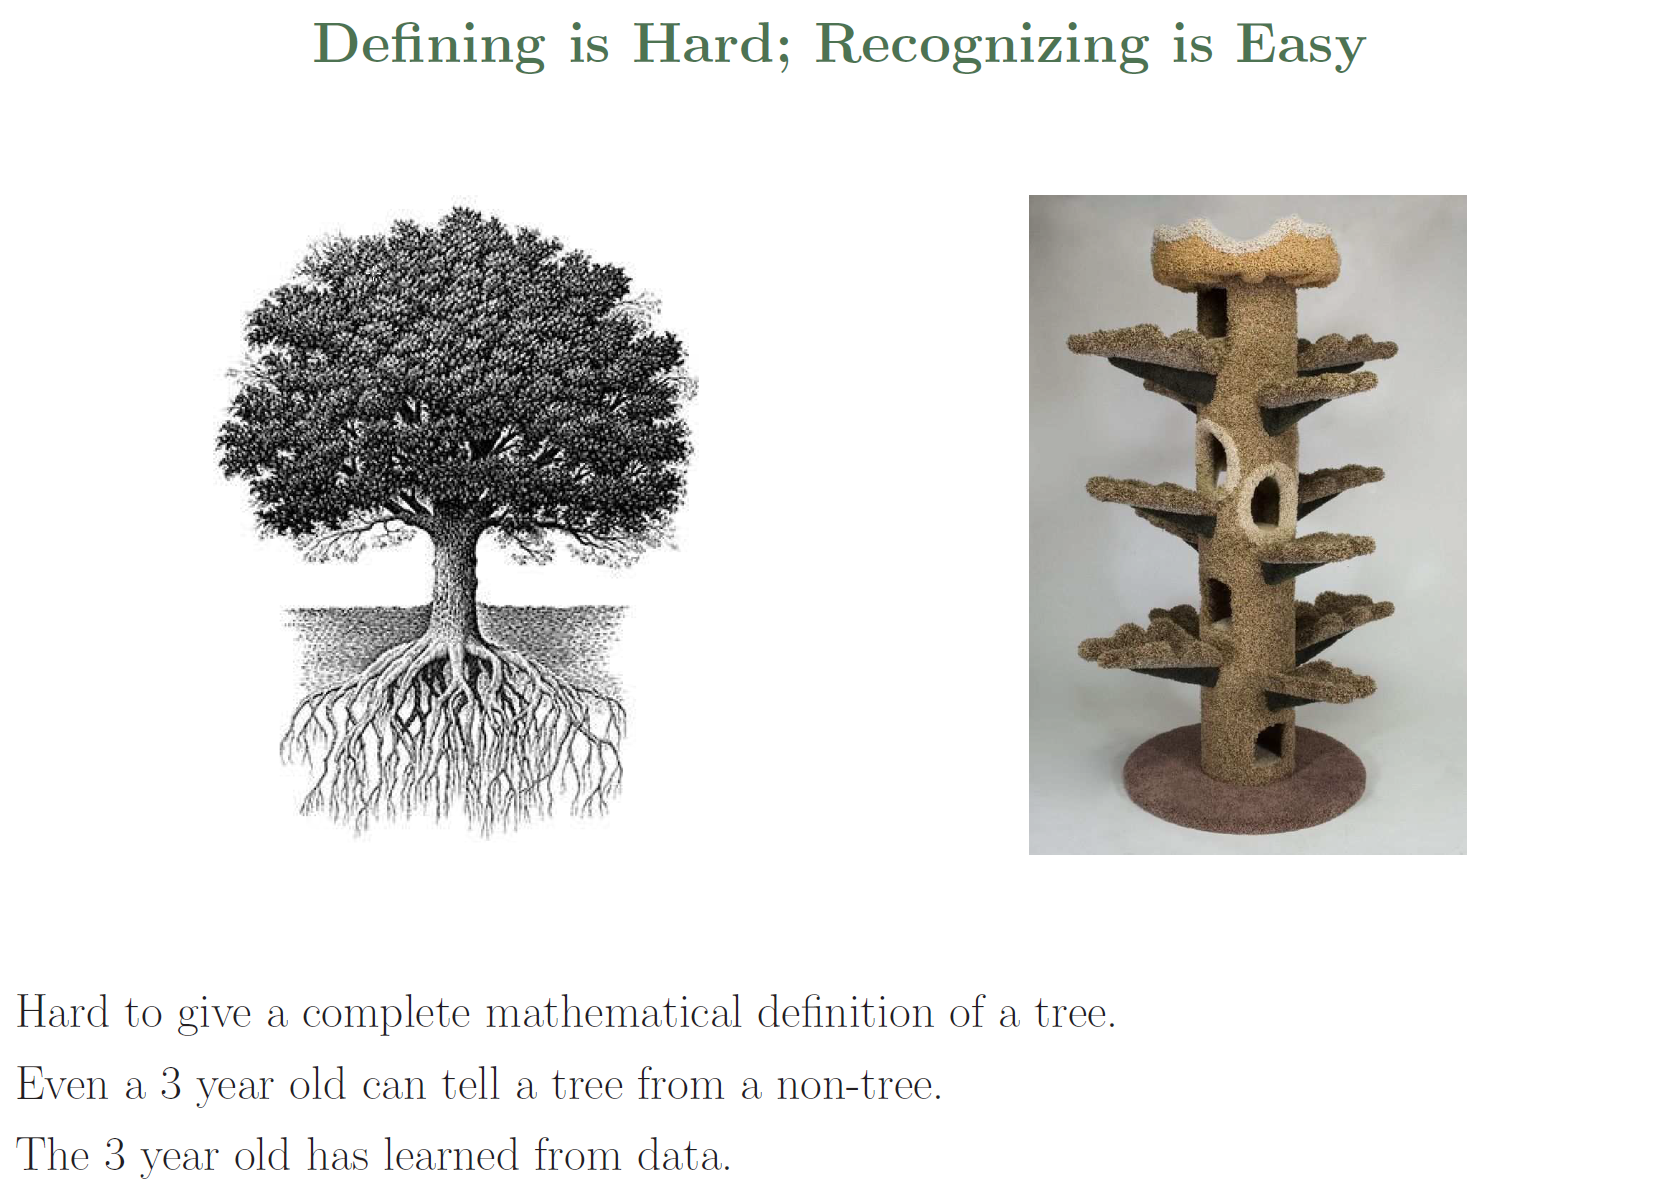 Defining is Hard; Recognizing is Easy
Hard to give a complete mathematical definition of a tree.
Even a 3 year old can tell a tree from a non-tree.
The 3 year old has learned from data.